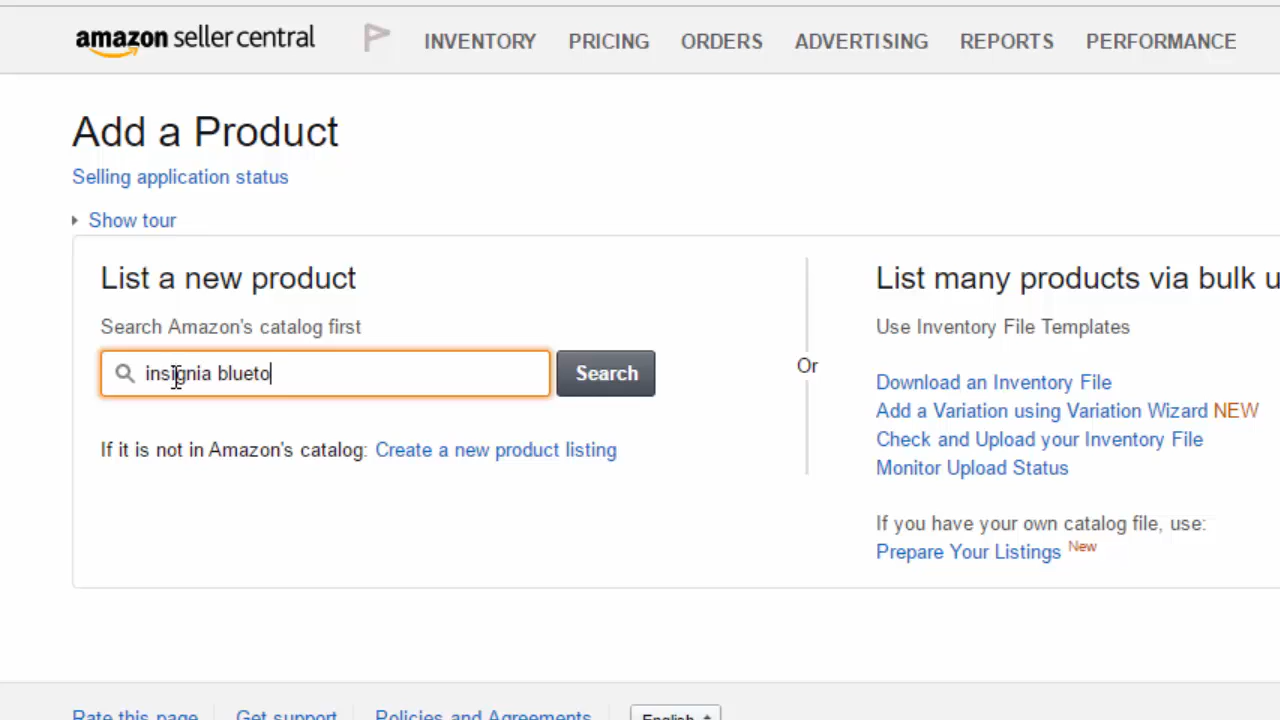 amazon seller central
INVENTORY PRICING ORDERS ADVERTISING REPORTS PERFORMANCE
Add a Product
Selling application status
Show tour
List a new product
Search Amazon's catalog first
insignia blueto
Search
If it is not in Amazon's catalog: Create a new product listing
Or
List many products via bulk u
Use Inventory File Templates
Download an Inventory File
Add a Variation using Variation Wizard NEW
Check and Upload your Inventory File
Monitor Upload Status
If you have your own catalog file, use:
Prepare Your Listings New
Rate this page Get support Policies and Agreements English